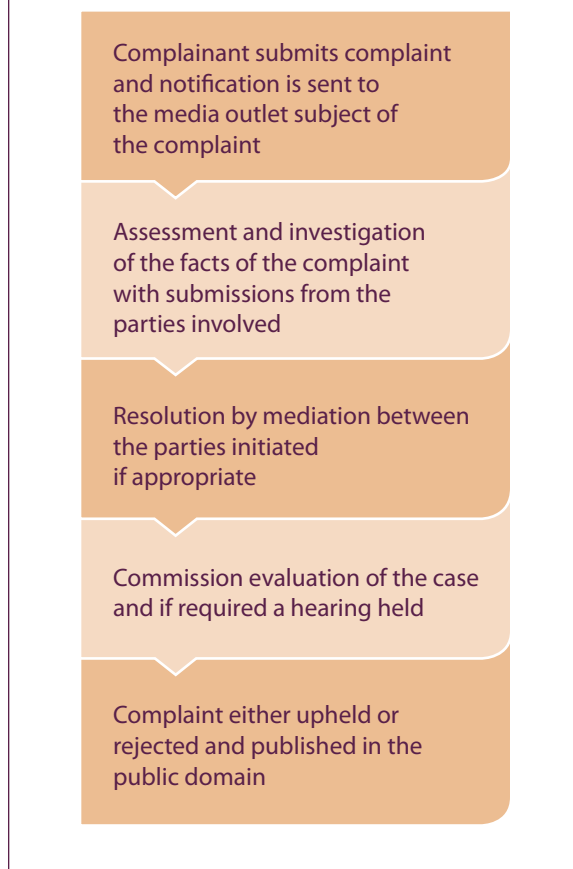 Complainant submits complaint
and notification is sent to
the media outlet subject of
the complaint
Assessment and investigation
of the facts of the complaint
with submissions from the
parties involved
Resolution by mediation between
the parties initiated
if appropriate
Commission evaluation of the case
and if required a hearing held
Complaint either upheld or
rejected and published in the
public domain